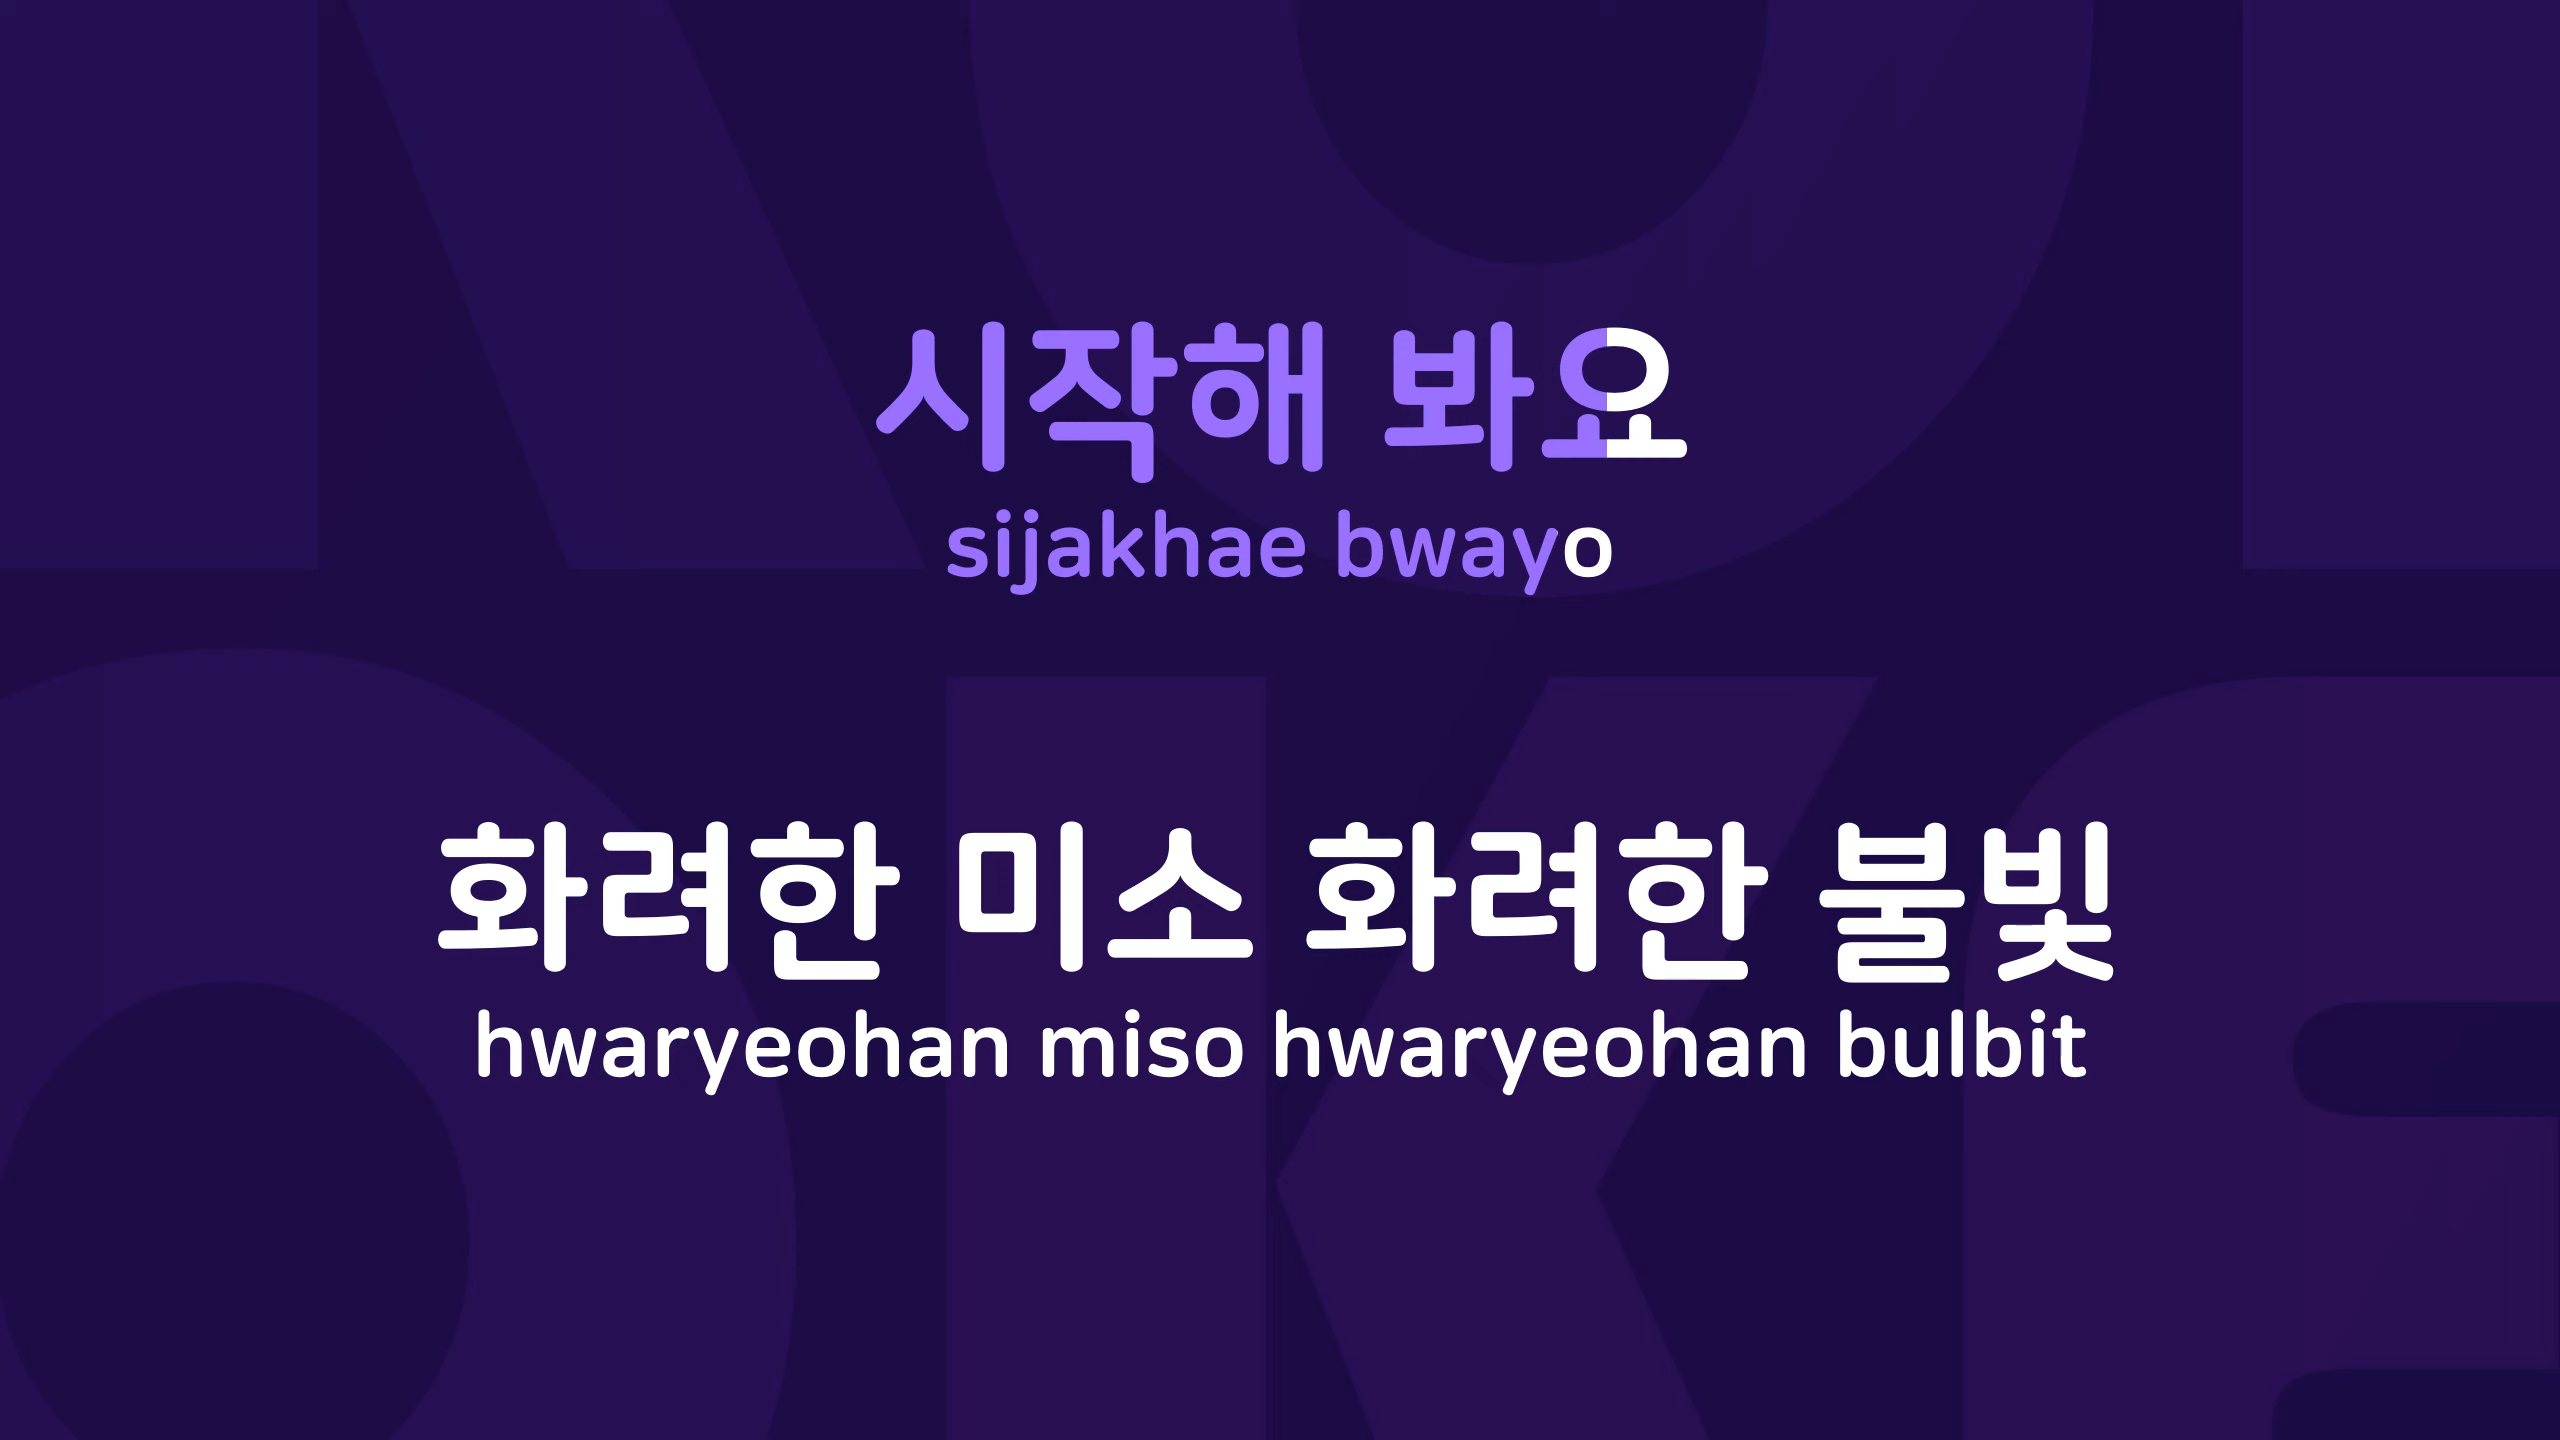 시작해 봐요
sijakhae bwayo
화려한 미소 화려한 불빛
hwaryeohan miso hwaryeohan bulbit